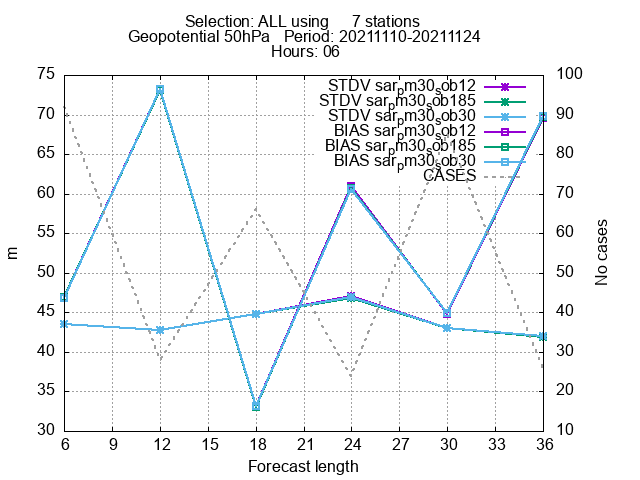 Selection: ALL using 7 stations
Geopotential 50hPa Period: 20211110-20211124
Hours: 06
75
70
65
60
55
50
45
40
35
30
m
100
90
80
70
60
50
40
30
20
10
No cases
STDV sarpm30sob12
STDV sarpm30sob185
STDV sarpm30sob30
BIAS sarpm30sob12
BIAS sarpm30sob185
BIAS sarpm30sob30
CASES
6 9 12 15 18 21 24 27 30 33 36
Forecast length